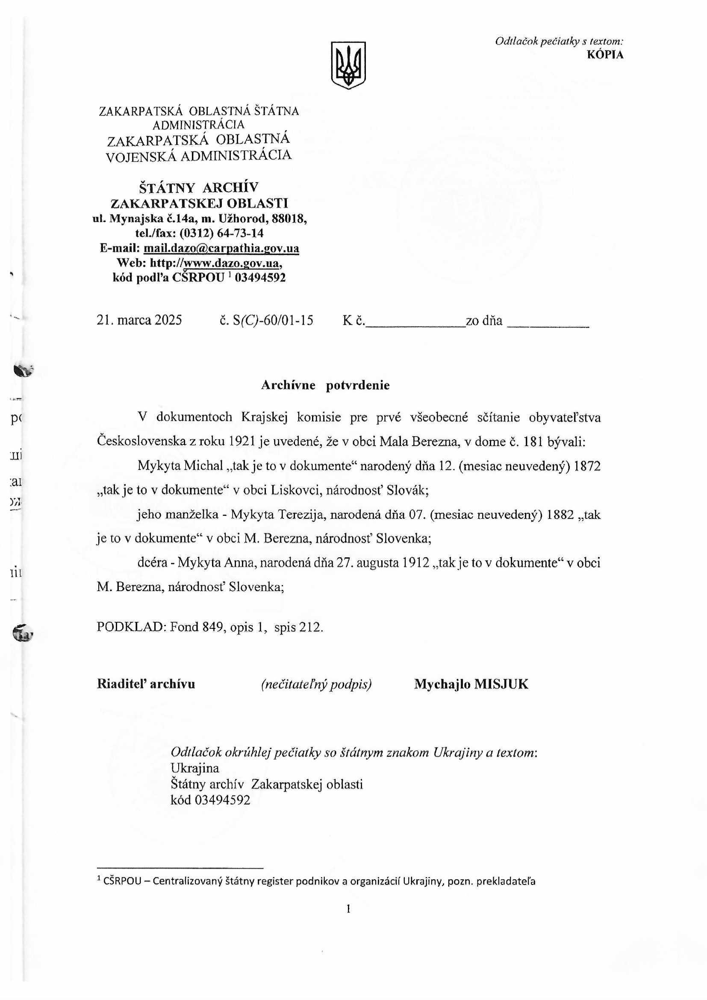 Odtlačok pečiatky s textom:
KÓPIA
ZAKARPATSKÁ OBLASTNÁ ŠTÁTNA
ADMINISTRÁCIA
ZAKARPATSKÁ OBLASTNÁ
VOJENSKÁ ADMINISTRÁCIA
ŠTÁTNY ARCHÍV
ZAKARPATSKEJ OBLASTI
ul. Mynajska č.14a, m. Užhorod, 88018,
tel./fax: (0312) 64-73-14
E-mail: mail.dazo@carpathia.gov.ua
Web: http://www.dazo.gov.ua,
kód podľa CŠRPOU ¹ 03494592
21. marca 2025 č. S(C)-60/01-15 K č.______________zo dňa ____________
Archívne potvrdenie
V dokumentoch Krajskej komisie pre prvé všeobecné sčítanie obyvateľstva
Československa z roku 1921 je uvedené, že v obci Mala Berezna, v dome č. 181 bývali:
Mykyta Michal „tak je to v dokumente“ narodený dňa 12. (mesiac neuvedený) 1872
„tak je to v dokumente“ v obci Liskovci, národnosť Slovák;
jeho manželka - Mykyta Terezija, narodená dňa 07. (mesiac neuvedený) 1882 „tak
je to v dokumente“ v obci M. Berezna, národnosť Slovenka;
dcéra - Mykyta Anna, narodená dňa 27. augusta 1912 „tak je to v dokumente“ v obci
M. Berezna, národnosť Slovenka;
PODKLAD: Fond 849, opis 1, spis 212.
Riaditeľ archívu (nečitateľný podpis) Mychajlo MISJUK
Odtlačok okrúhlej pečiatky so štátnym znakom Ukrajiny a textom:
Ukrajina
Štátny archív Zakarpatskej oblasti
kód 03494592
¹ CŠRPOU – Centralizovaný štátny register podnikov a organizácií Ukrajiny, pozn. prekladateľa
1